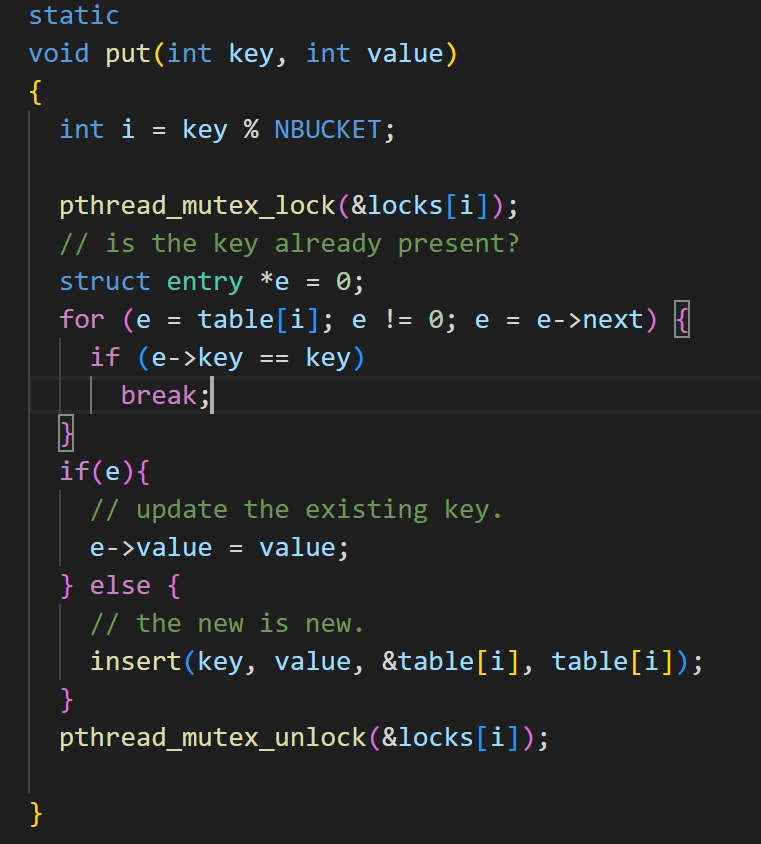 static
void put(int key, int value)
{
  int i = key % NBUCKET;

  pthread_mutex_lock(&locks[i]);
  // is the key already present?
  struct entry *e = 0;
  for (e = table[i]; e != 0; e = e->next) {
    if (e->key == key)
      break;
  }
  if(e){
    // update the existing key.
    e->value = value;
  } else {
    // the new is new.
    insert(key, value, &table[i], table[i]);
  }
  pthread_mutex_unlock(&locks[i]);

}